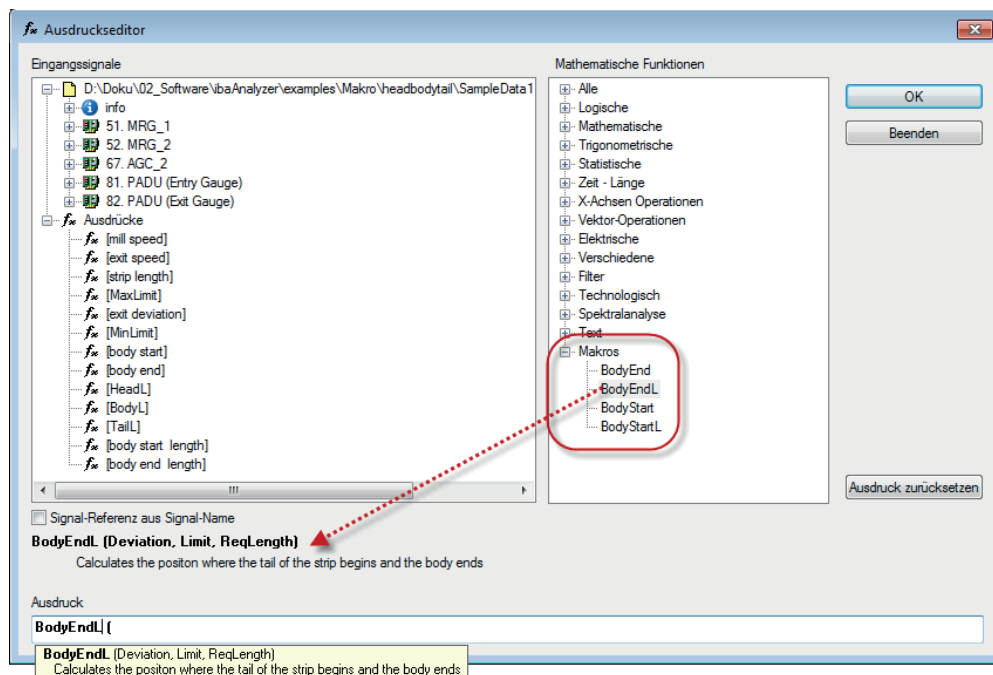 Ausdruckseditor
Eingangssignale
D:\Doku\02_Software\ibaAnalyzer\examples\Makro\headbodytail\SampleData1
info
51. MRG_1
52. MRG_2
67. AGC_2
81. PADU (Entry Gauge)
82. PADU (Exit Gauge)
Ausdrücke
[mill speed]
[exit speed]
[strip length]
[MaxLimit]
[exit deviation]
[MinLimit]
[body start]
[body end]
[HeadL]
[BodyL]
[TailL]
[body start length]
[body end length]
Mathematische Funktionen
Alle
Logische
Mathematische
Trigonometrische
Statistische
Zeit - Länge
X-Achsen Operationen
Vektor-Operationen
Elektrische
Verschiedene
Filter
Technologisch
Spektralanalyse
Text
Makros
BodyEnd
BodyEndL
BodyStart
BodyStartL
OK
Beenden
Ausdruck zurücksetzen
Signal-Referenz aus Signal-Name
BodyEndL (Deviation, Limit, ReqLength)
Calculates the positon where the tail of the strip begins and the body ends
Ausdruck
BodyEndL (
BodyEndL (Deviation, Limit, ReqLength)
Calculates the positon where the tail of the strip begins and the body ends